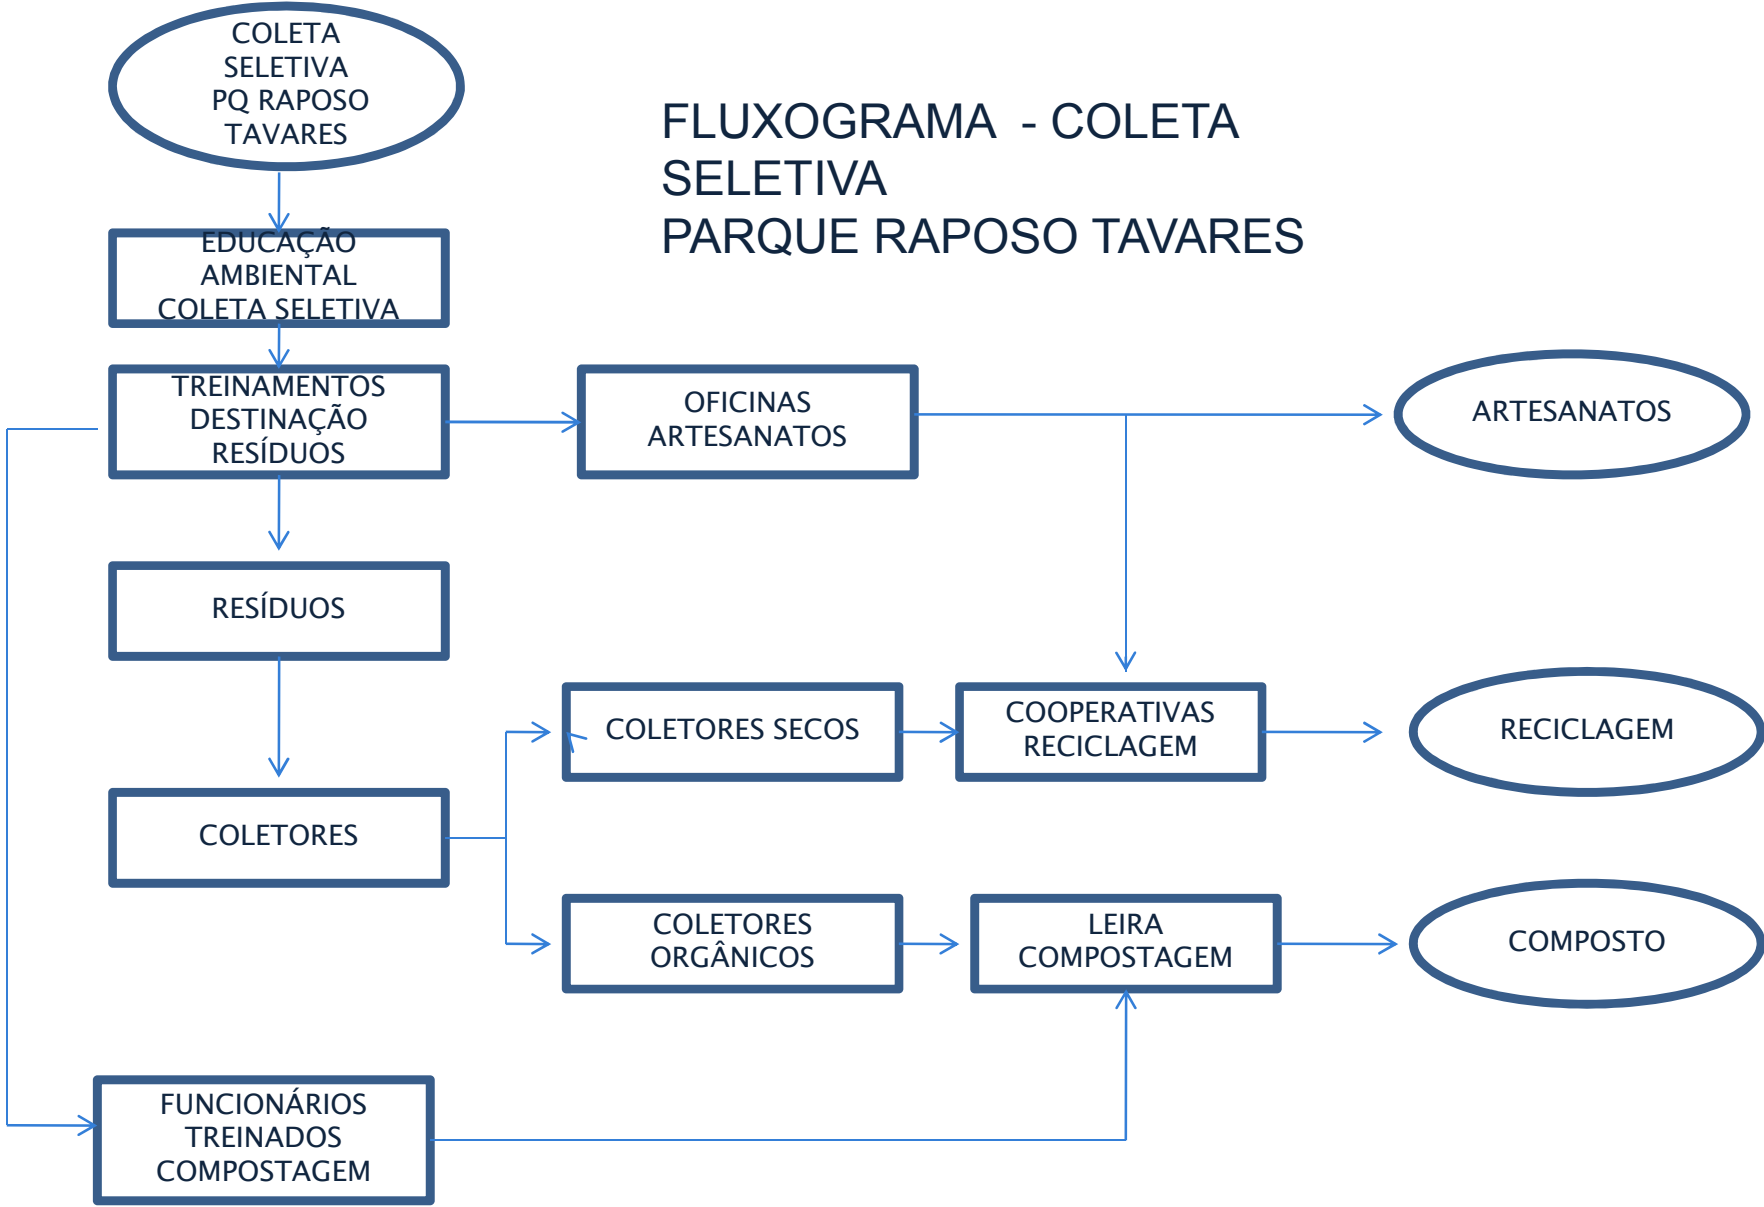 COLETA
SELETIVA
PQ RAPOSO
TAVARES
FLUXOGRAMA - COLETA
SELETIVA
PARQUE RAPOSO TAVARES
EDUCAÇÃO
AMBIENTAL
COLETA SELETIVA
TREINAMENTOS
DESTINAÇÃO
RESÍDUOS
OFICINAS
ARTESANATOS
ARTESANATOS
RESÍDUOS
COLETORES SECOS
COOPERATIVAS
RECICLAGEM
RECICLAGEM
COLETORES
COLETORES
ORGÂNICOS
LEIRA
COMPOSTAGEM
COMPOSTO
FUNCIONÁRIOS
TREINADOS
COMPOSTAGEM